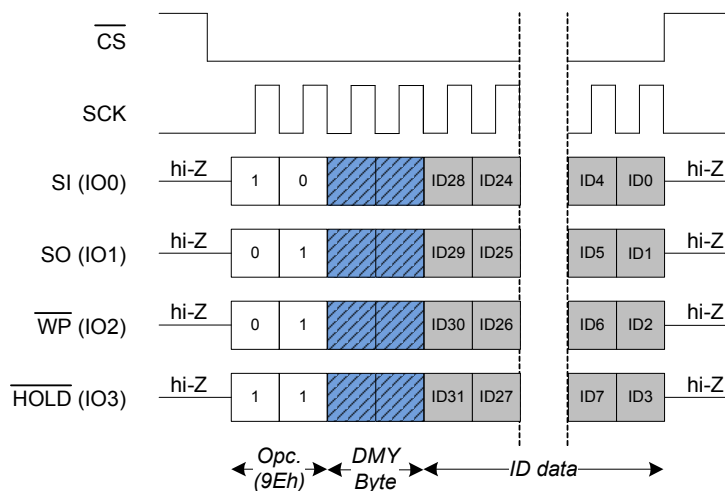 CS
SCK
SI (IO0) hi-Z 1 0 ID28 ID24 ID4 ID0 hi-Z
SO (IO1) hi-Z 0 1 ID29 ID25 ID5 ID1 hi-Z
WP (IO2) hi-Z 0 1 ID30 ID26 ID6 ID2 hi-Z
HOLD (IO3) hi-Z 1 1 ID31 ID27 ID7 ID3 hi-Z
Opc. DMY ID data
(9Eh) Byte